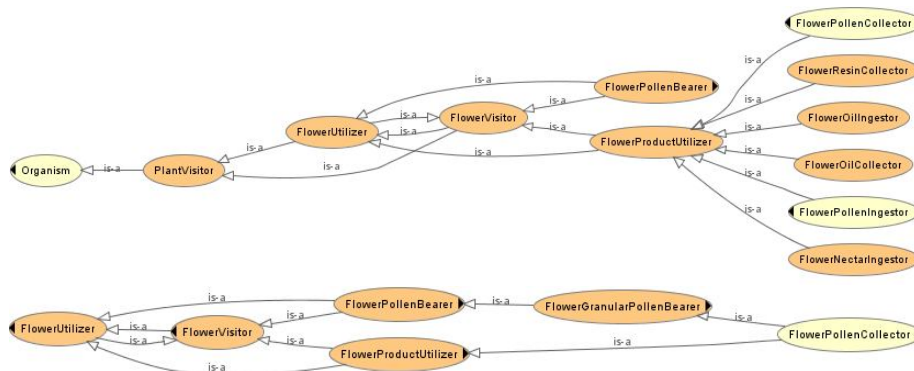 FlowerPollenCollector
is-a
FlowerResinCollector
is-a
FlowerPollenBearer
is-a
is-a
FlowerOilIngestor
is-a
FlowerVisitor
is-a
FlowerUtilizer
is-a
is-a
FlowerProductUtilizer
is-a
is-a
is-a
FlowerOilCollector
is-a
Organism
is-a
PlantVisitor
is-a
is-a
FlowerPollenIngestor
is-a
FlowerNectarIngestor
is-a
FlowerPollenBearer
is-a
FlowerGranularPollenBearer
is-a
FlowerUtilizer
is-a
FlowerVisitor
is-a
is-a
FlowerPollenCollector
is-a
is-a
FlowerProductUtilizer
is-a
is-a